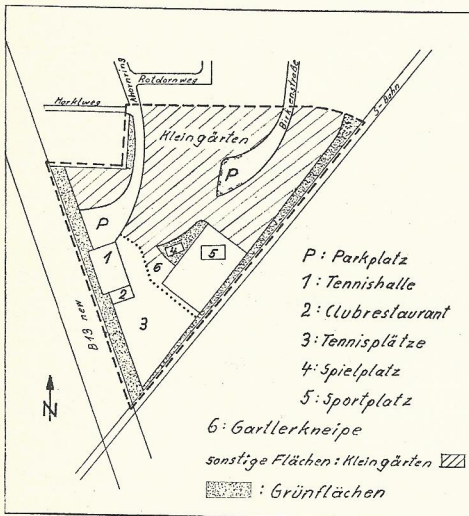 Rotdornweg
Ahornring
Marktweg
Birkenstraße
S-Bahn
Kleingärten
P
P
1
2
3
4
5
6
B13 neu
N
P: Parkplatz
1: Tennishalle
2: Clubrestaurant
3: Tennisplätze
4: Spielplatz
5: Sportplatz
6: Gartlerkneipe
sonstige Flächen: Kleingärten
: Grünflächen